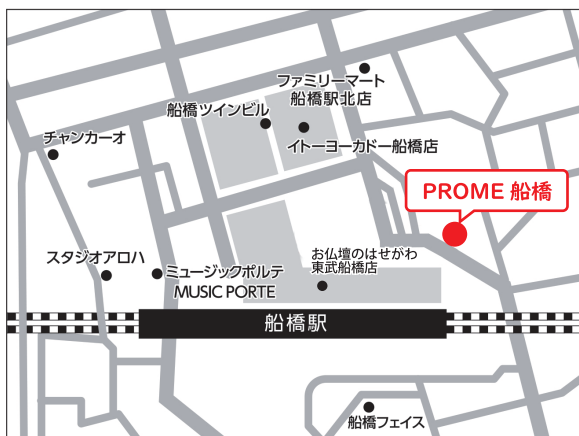 ファミリーマート
船橋駅北店
船橋ツインビル
チャンカーオ
イトーヨーカドー船橋店
PROME 船橋
スタジオアロハ
ミュージックポルテ
MUSIC PORTE
お仏壇のはせがわ
東武船橋店
船橋駅
船橋フェイス